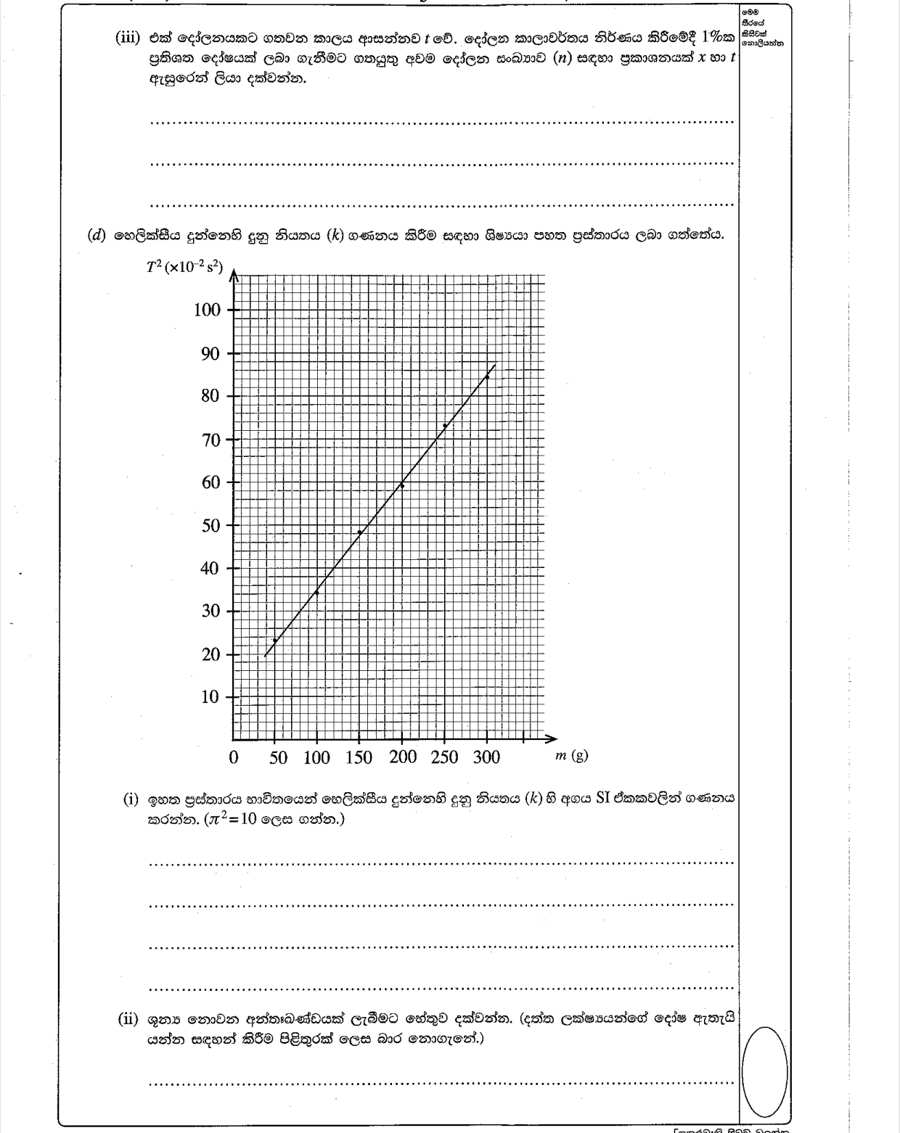 මෙම
තීරයේ
කිසිවක්
නොලියන්න
(iii) එක් දෝලනයකට ගතවන කාලය ආසන්නව t වේ. දෝලන කාලාවර්තය නිර්ණය කිරීමේදී 1%ක
ප්‍රතිශත දෝෂයක් ලබා ගැනීමට ගතයුතු අවම දෝලන සංඛ්‍යාව (n) සඳහා ප්‍රකාශනයක් x හා t
ඇසුරෙන් ලියා දක්වන්න.
(d) හෙලික්සීය දුන්නෙහි දුනු නියතය (k) ගණනය කිරීම සඳහා ශිෂ්‍යයා පහත ප්‍රස්තාරය ලබා ගත්තේය.
T² (×10⁻² s²)
100
90
80
70
60
50
40
30
20
10
0 50 100 150 200 250 300 m (g)
(i) ඉහත ප්‍රස්තාරය භාවිතයෙන් හෙලික්සීය දුන්නෙහි දුනු නියතය (k) හි අගය SI ඒකකවලින් ගණනය
කරන්න. (π² = 10 ලෙස ගන්න.)
(ii) ශූන්‍ය නොවන අන්තඃඛණ්ඩයක් ලැබීමට හේතුව දක්වන්න. (දත්ත ලක්ෂ්‍යයන්ගේ දෝෂ ඇතැයි
යන්න සඳහන් කිරීම පිළිතුරක් ලෙස බාර නොගැනේ.)